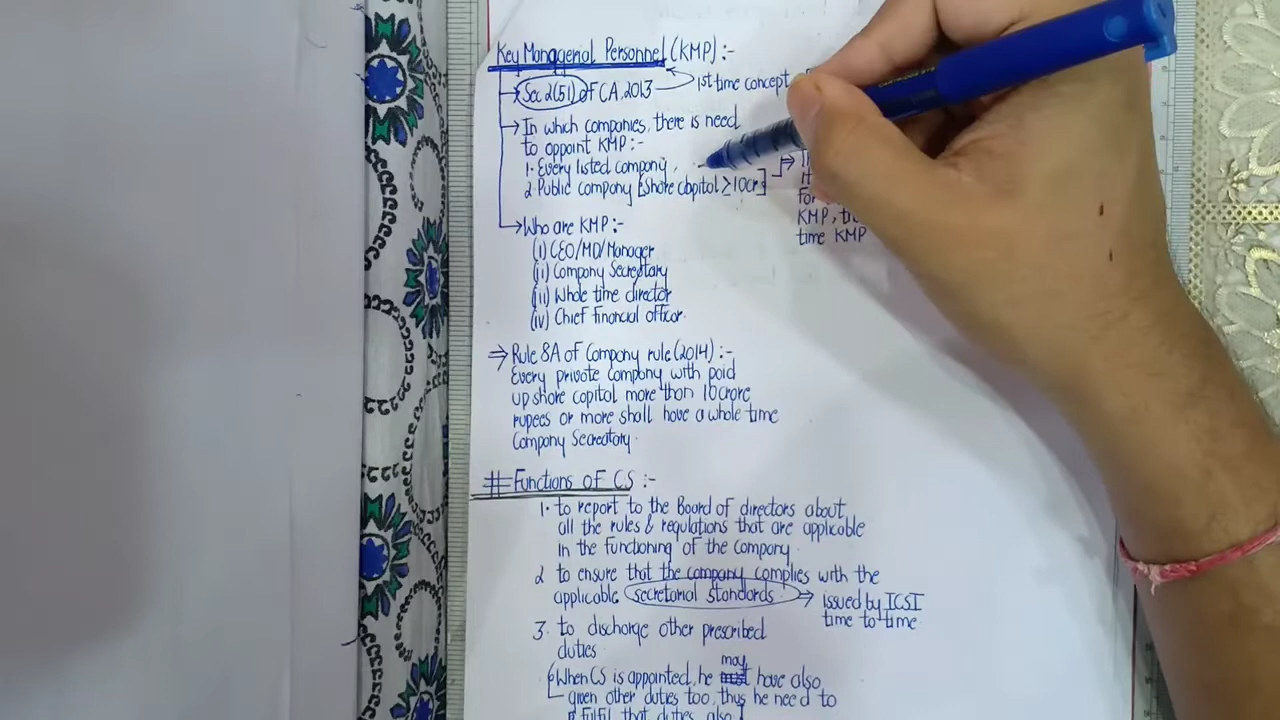 Key Managerial Personnel (KMP) :-
Sec 2(51) of CA, 2013
1st time concept
In which companies, there is need
to appoint KMP:-
1. Every listed company,
2. Public company [share capital ≥ 10cr]
For
KMP,
time KMP
Who are KMP:-
(i) CEO/MD/Manager
(ii) Company Secretary
(iii) Whole time director
(iv) Chief financial officer.
⇒ Rule 8A of Company rule (2014) :-
Every private company with paid
up share capital more than 10 crore
rupees or more shall have a whole time
Company Secreatory.
# Functions of CS :-
1. to report to the Board of directors about
all the rules & regulations that are applicable
in the functioning of the company.
2 to ensure that the company complies with the
applicable secretarial standards. → issued by ICSI
time to time
3. to discharge other prescribed
duties.
When CS is appointed, he may have also
given other duties too, thus he need to
fulfil that duties also